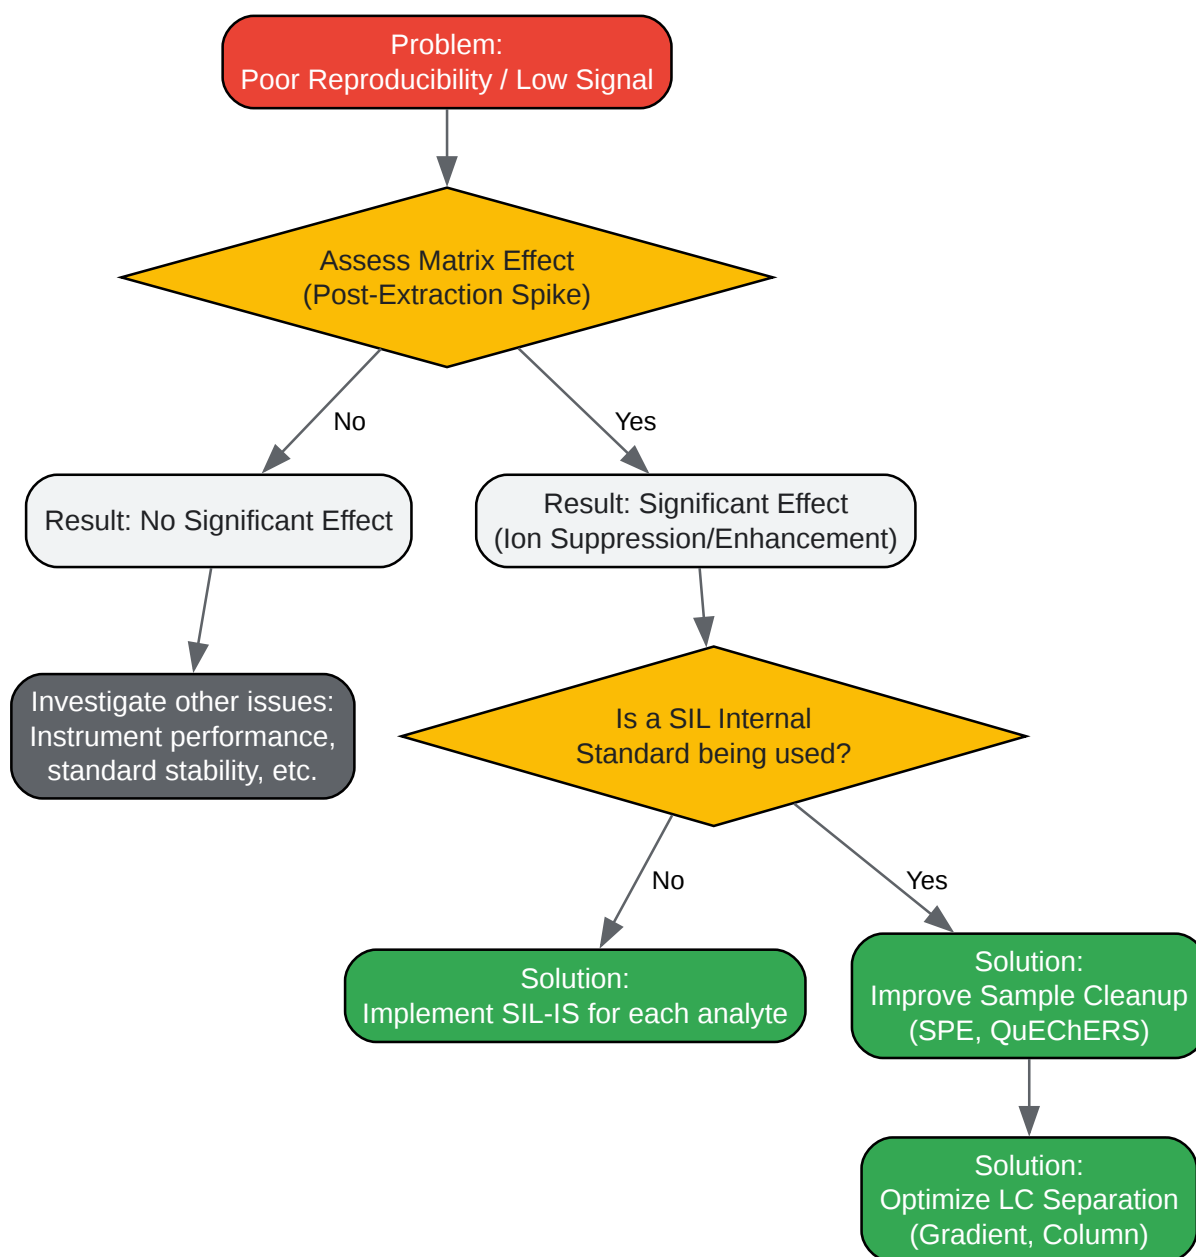 Problem:
Poor Reproducibility / Low Signal
Assess Matrix Effect
(Post-Extraction Spike)
No
Yes
Result: No Significant Effect
Result: Significant Effect
(Ion Suppression/Enhancement)
Investigate other issues:
Instrument performance,
standard stability, etc.
Is a SIL Internal
Standard being used?
No
Yes
Solution:
Implement SIL-IS for each analyte
Solution:
Improve Sample Cleanup
(SPE, QuEChERS)
Solution:
Optimize LC Separation
(Gradient, Column)